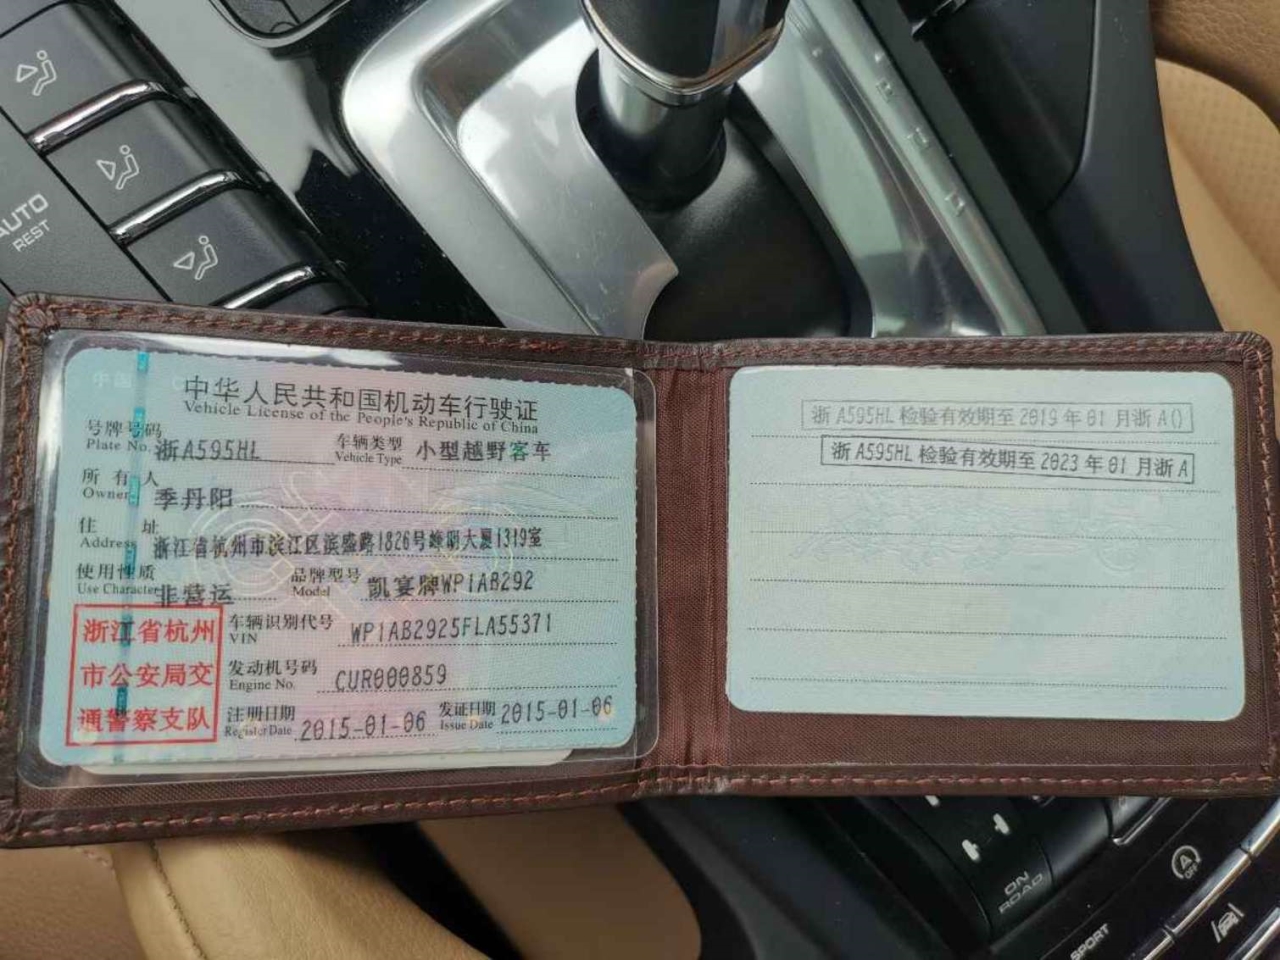 AUTO
REST
中华人民共和国机动车行驶证
Vehicle License of the People's Republic of China
号牌号码 浙A595HL 车辆类型 小型越野客车
Plate No. Vehicle Type
所有人 季丹阳
Owner
住址 浙江省杭州市滨江区滨盛路1826号 大厦1319室
Address
使用性质 非营运 品牌型号 凯宴牌WP1AB292
Use Character Model
浙江省杭州
市公安局交
通警察支队
车辆识别代号 WP1AB2925FLA55371
VIN
发动机号码 CUR000859
Engine No.
注册日期 2015-01-06 发证日期 2015-01-06
Register Date Issue Date
浙A595HL检验有效期至2019年01月浙A()
浙A595HL检验有效期至2023年01月浙A
ON
ROAD
SPORT
A
OFF